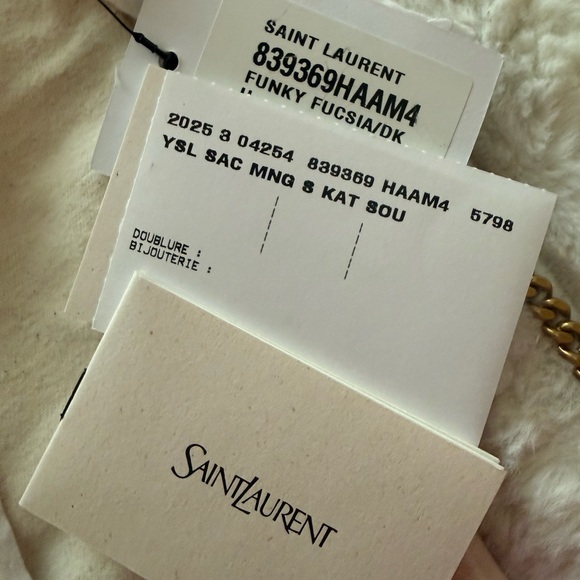 SAINT LAURENT
839369HAAM4
FUNKY FUCSIA/DK
2025 3 04254 839369 HAAM4 5798
YSL SAC MNG S KAT SOU
DOUBLURE :
BIJOUTERIE :
SAINT LAURENT